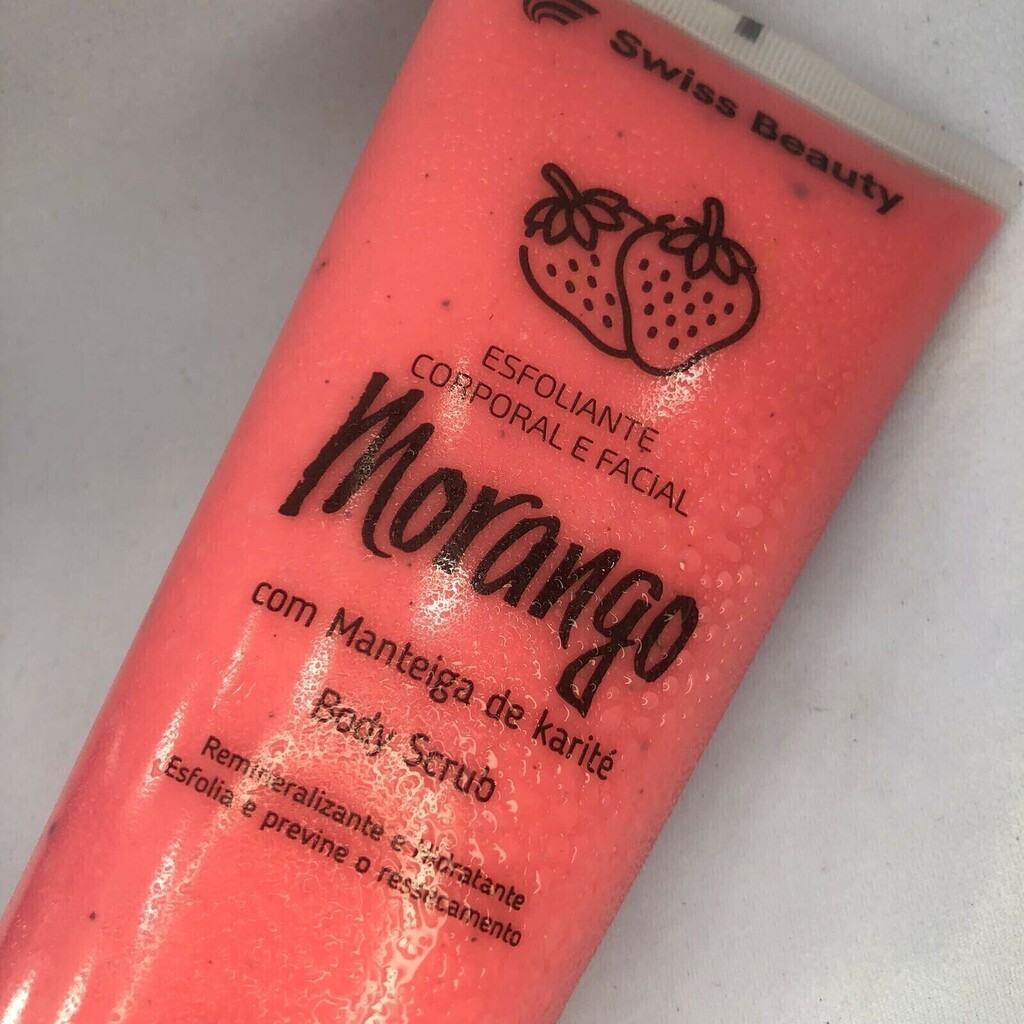 Swiss Beauty
ESFOLIANTE
CORPORAL E FACIAL
Morango
com Manteiga de karité
Body Scrub
Remineralizante e hidratante
Esfolia e previne o ressecamento